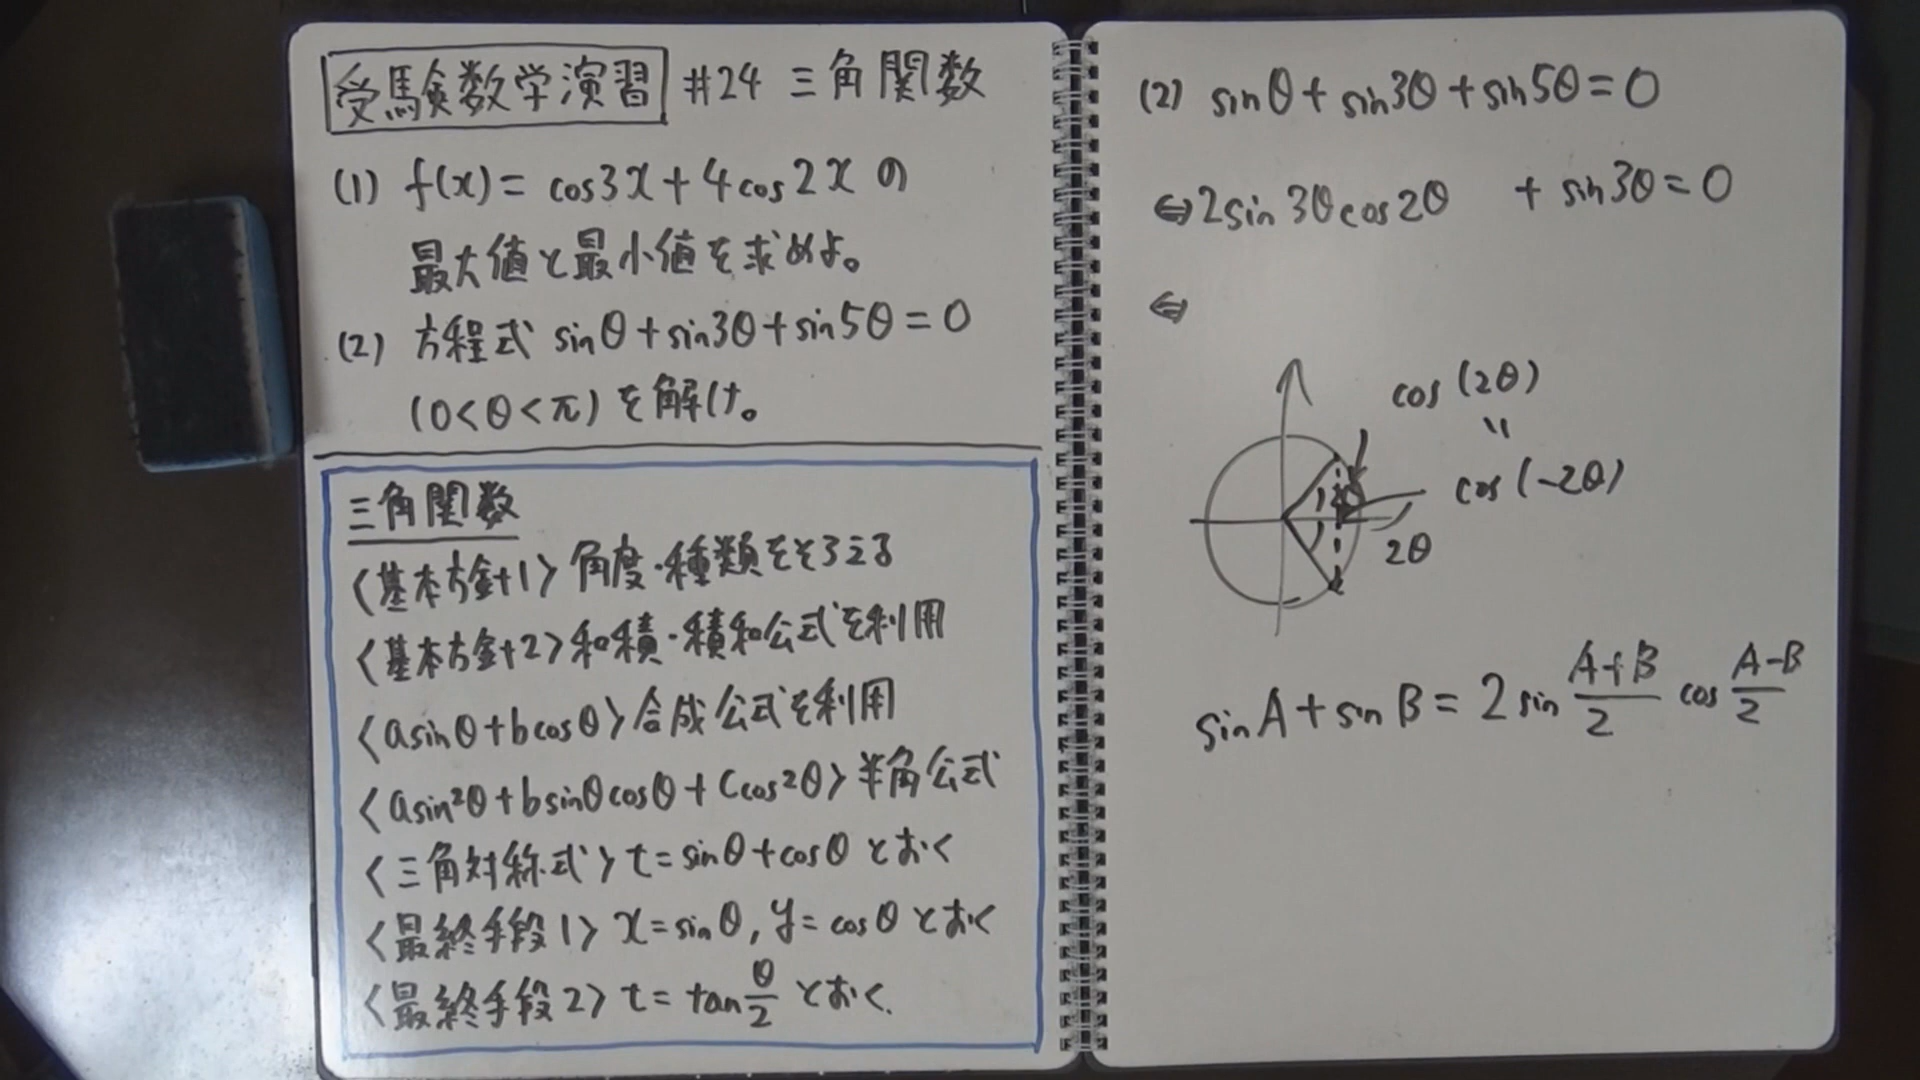 受験数学演習 #24 三角関数
(1) f(x) = cos3x + 4cos2x の
最大値と最小値を求めよ。
(2) 方程式 sinθ + sin3θ + sin5θ = 0
(0 < θ < π) を解け。
三角関数
〈基本方針1〉角度・種類をそろえる
〈基本方針2〉和積・積和公式を利用
〈asinθ + bcosθ〉合成公式を利用
〈asin²θ + bsinθcosθ + Ccos²θ〉半角公式
〈三角対称式〉t = sinθ + cosθ とおく
〈最終手段1〉x = sinθ, y = cosθ とおく
〈最終手段2〉t = tan θ/2 とおく.
(2) sinθ + sin3θ + sin5θ = 0
⇔ 2sin3θcos2θ + sin3θ = 0
⇔
cos(2θ)
〃
cos(-2θ)
2θ
sinA + sinB = 2 sin (A+B)/2 cos (A-B)/2